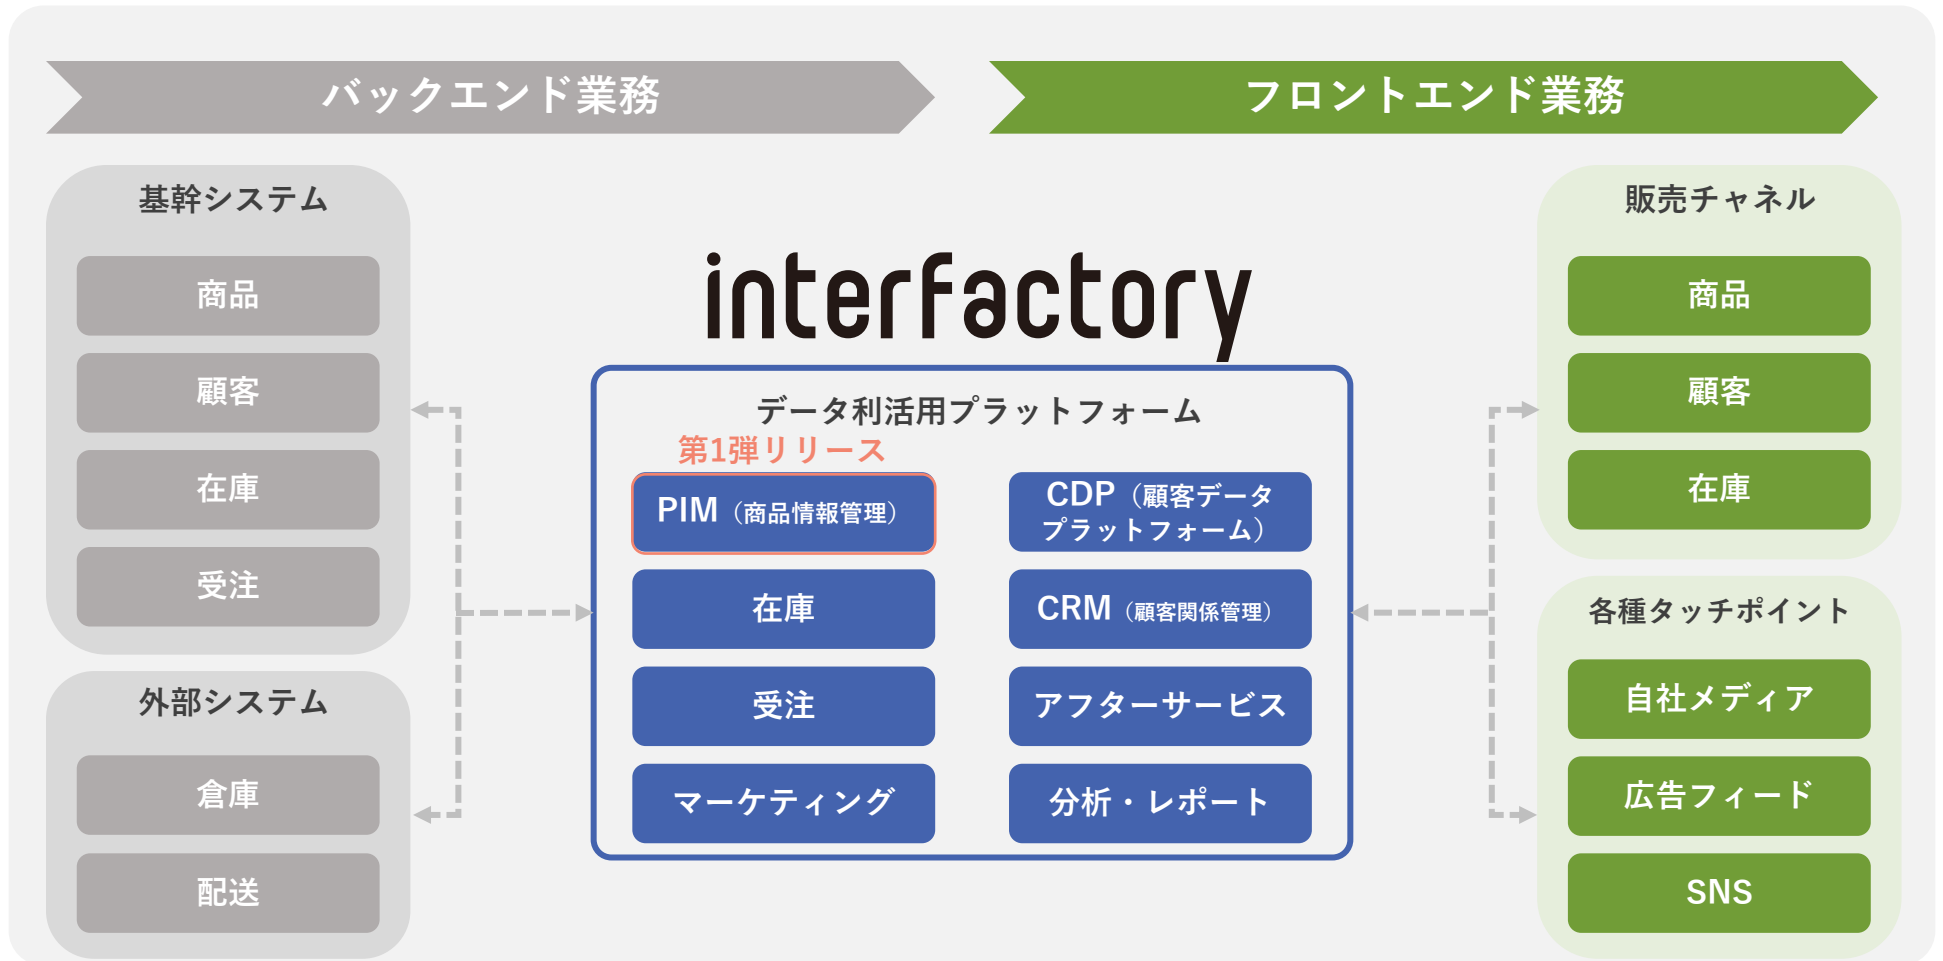 バックエンド業務
フロントエンド業務
基幹システム
商品
顧客
在庫
受注
外部システム
倉庫
配送
interfactory
データ利活用プラットフォーム
第1弾リリース
PIM（商品情報管理）
CDP（顧客データ
プラットフォーム）
在庫
CRM（顧客関係管理）
受注
アフターサービス
マーケティング
分析・レポート
販売チャネル
商品
顧客
在庫
各種タッチポイント
自社メディア
広告フィード
SNS